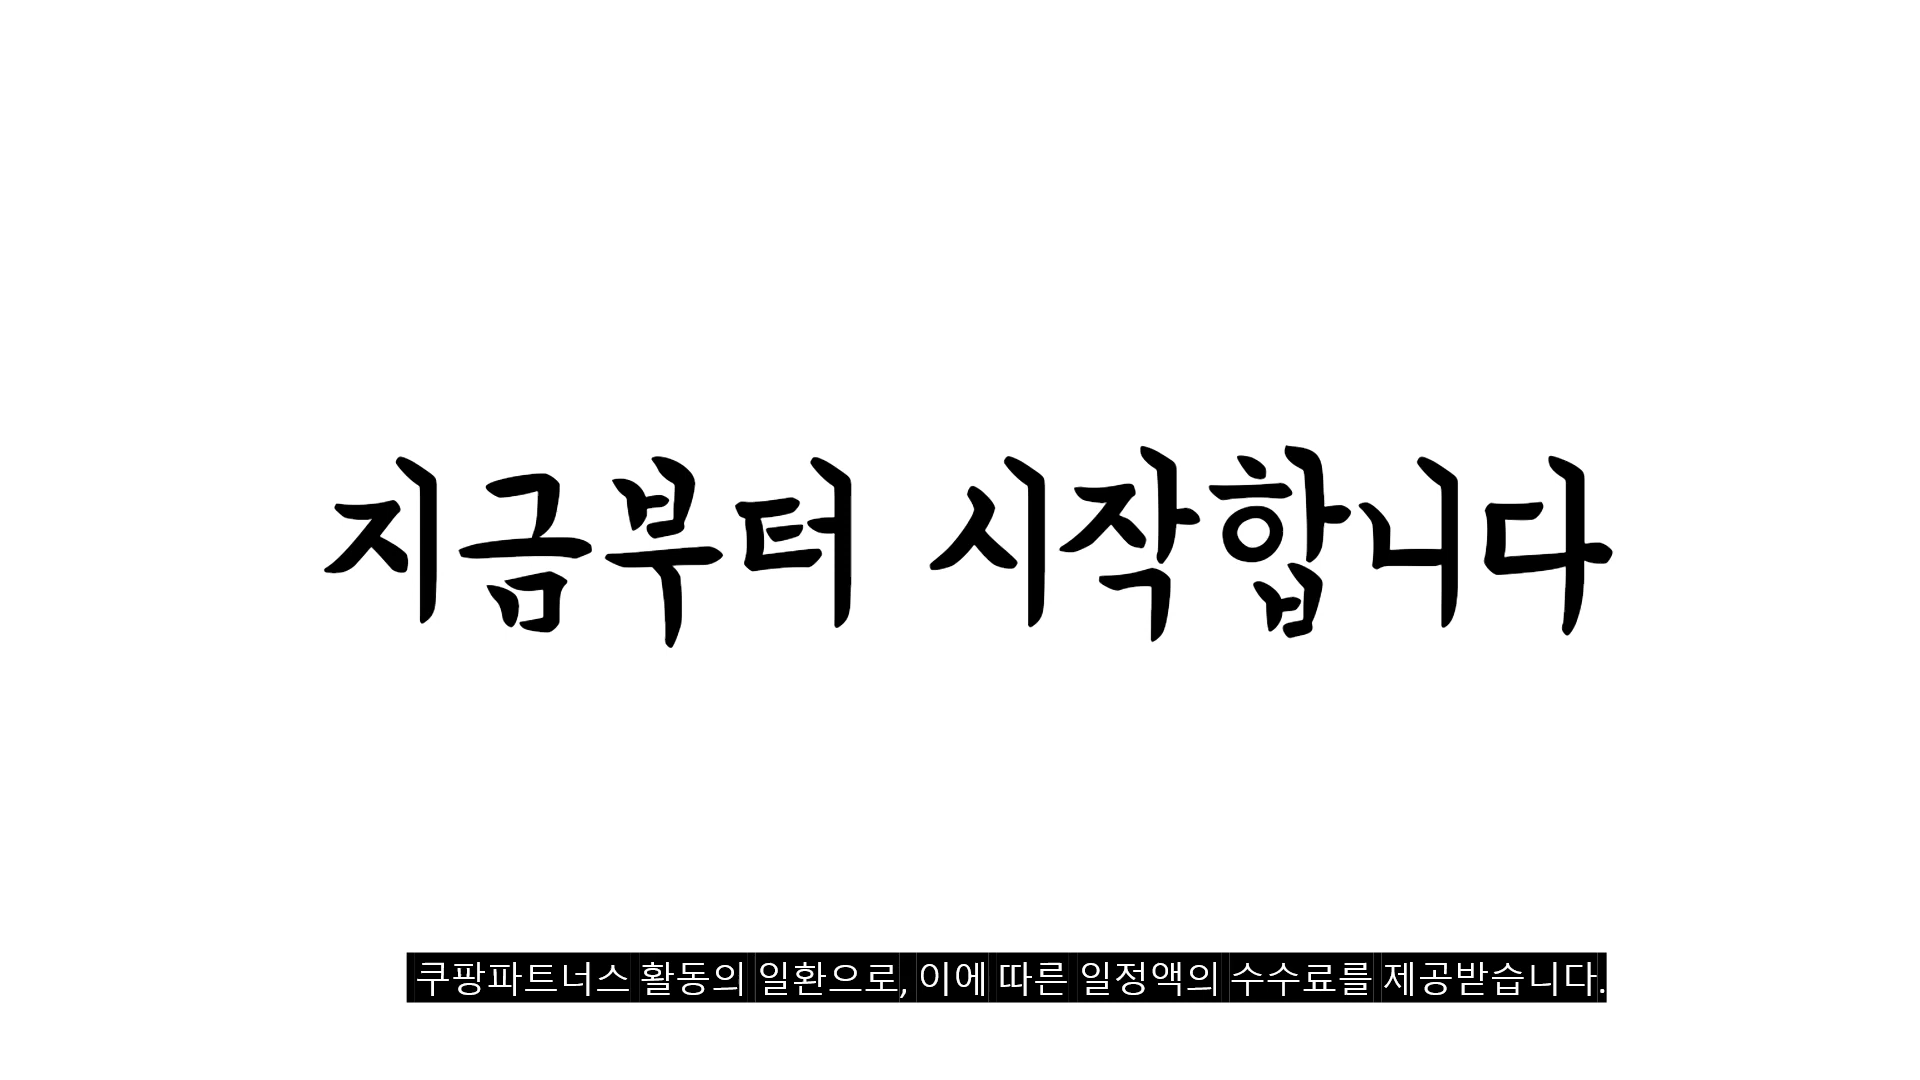 지금부터 시작합니다
쿠팡파트너스 활동의 일환으로, 이에 따른 일정액의 수수료를 제공받습니다.